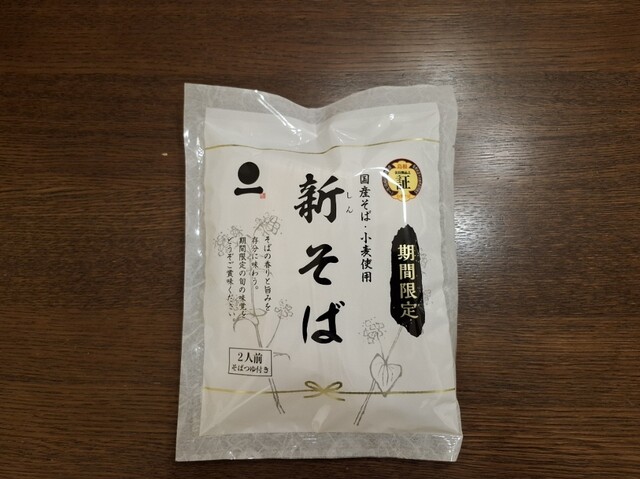 証
期間限定
国産そば・小麦使用
新そば
しん
そばの香りと旨みを
存分に味わう。
期間限定の旬の味覚を
どうぞご賞味ください。
2人前
そばつゆ付き